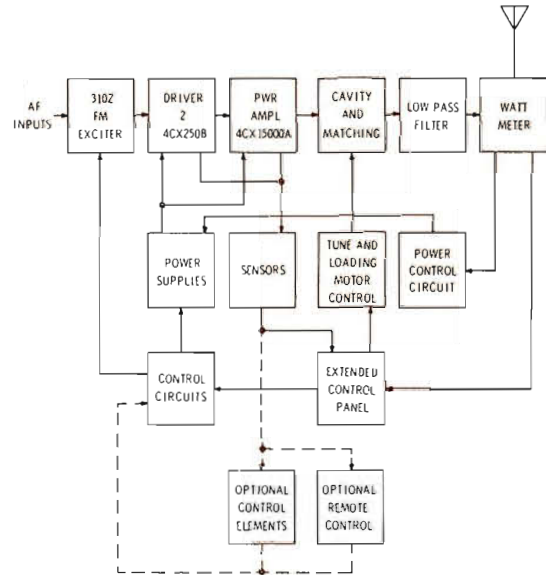 AF
INPUTS
310Z
FM
EXCITER
DRIVER
2
4CX250B
PWR
AMPL
4CX15000A
CAVITY
AND
MATCHING
LOW PASS
FILTER
WATT
METER
POWER
SUPPLIES
SENSORS
TUNE AND
LOADING
MOTOR
CONTROL
POWER
CONTROL
CIRCUIT
CONTROL
CIRCUITS
EXTENDED
CONTROL
PANEL
OPTIONAL
CONTROL
ELEMENTS
OPTIONAL
REMOTE
CONTROL